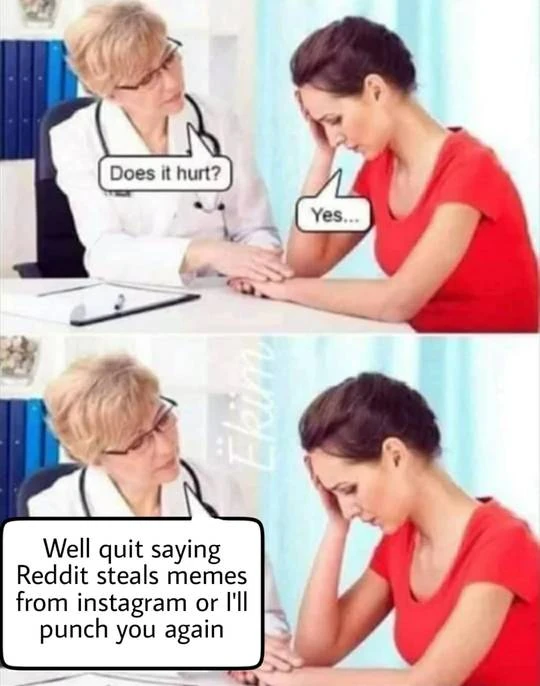 Does it hurt?
Yes...
Ekim
Well quit saying
Reddit steals memes
from instagram or I'll
punch you again